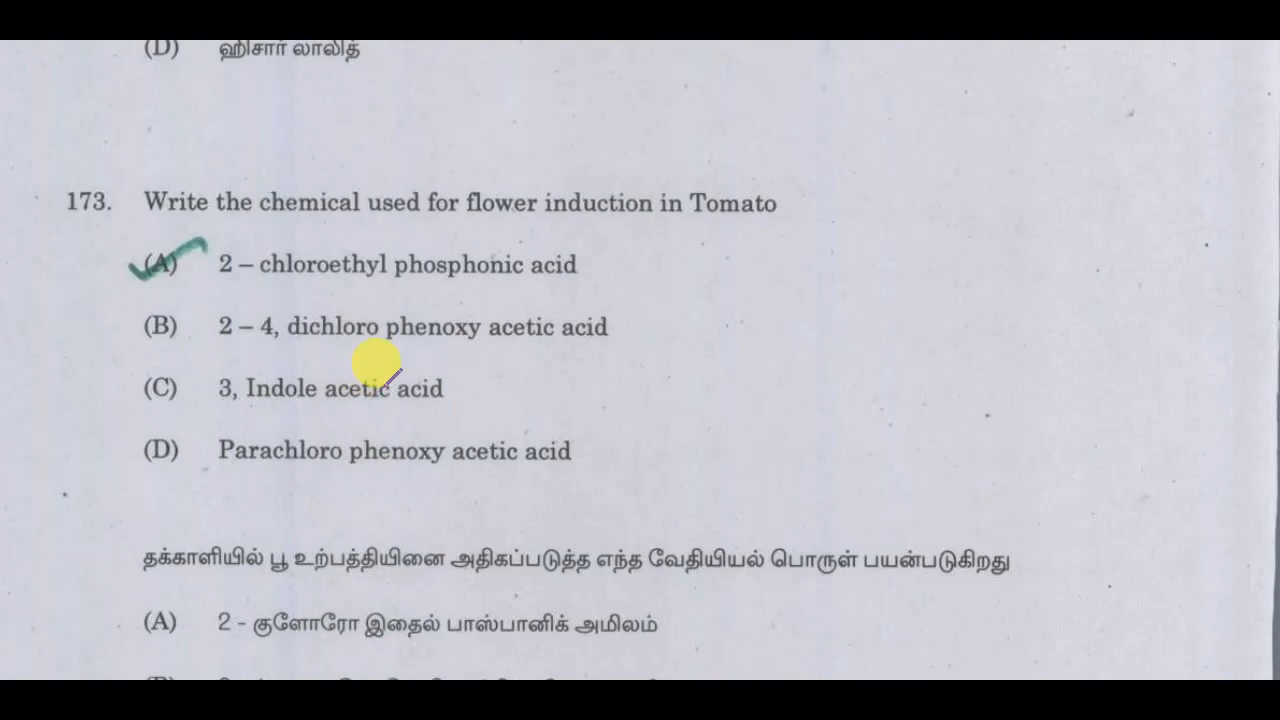 (D) ஹிசார் லாலித்
173. Write the chemical used for flower induction in Tomato
(A) 2 – chloroethyl phosphonic acid
(B) 2 – 4, dichloro phenoxy acetic acid
(C) 3, Indole acetic acid
(D) Parachloro phenoxy acetic acid
தக்காளியில் பூ உற்பத்தியினை அதிகப்படுத்த எந்த வேதியியல் பொருள் பயன்படுகிறது
(A) 2 - குளோரோ இதைல் பாஸ்பானிக் அமிலம்